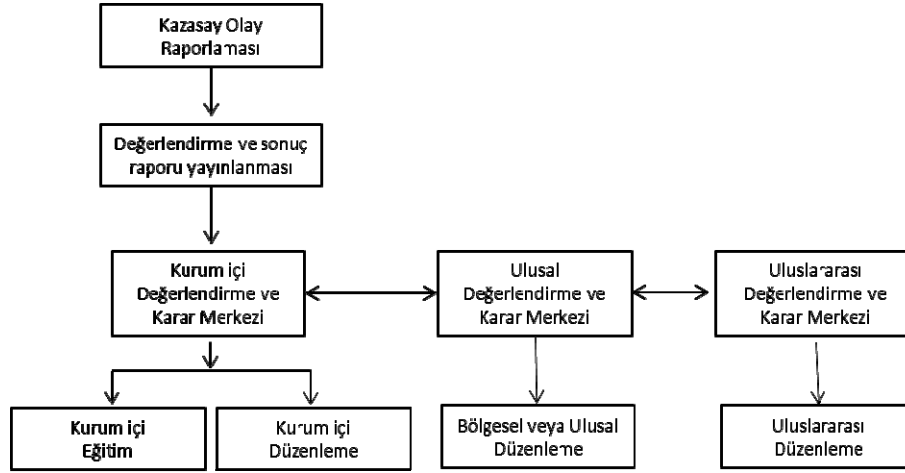 Kazasay Olay
Raporlaması
Değerlendirme ve sonuç
raporu yayınlanması
Kurum içi
Değerlendirme ve
Karar Merkezi
Ulusal
Değerlendirme ve
Karar Merkezi
Uluslararası
Değerlendirme ve
Karar Merkezi
Kurum içi
Eğitim
Kurum içi
Düzenleme
Bölgesel veya Ulusal
Düzenleme
Uluslararası
Düzenleme